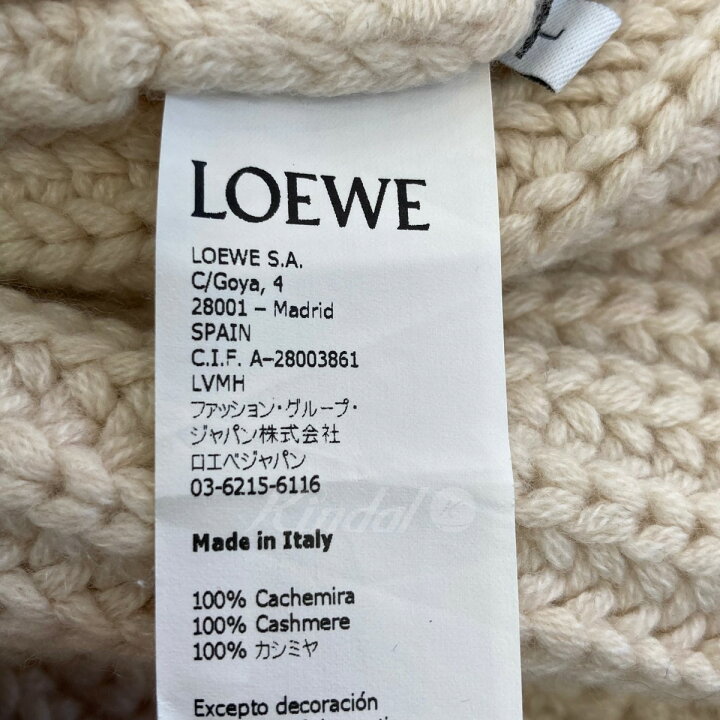 L
LOEWE
LOEWE S.A.
C/Goya, 4
28001 – Madrid
SPAIN
C.I.F. A–28003861
LVMH
ファッション・グループ・
ジャパン株式会社
ロエベジャパン
03-6215-6116
Kindal
Made in Italy
100% Cachemira
100% Cashmere
100% カシミヤ
Excepto decoración